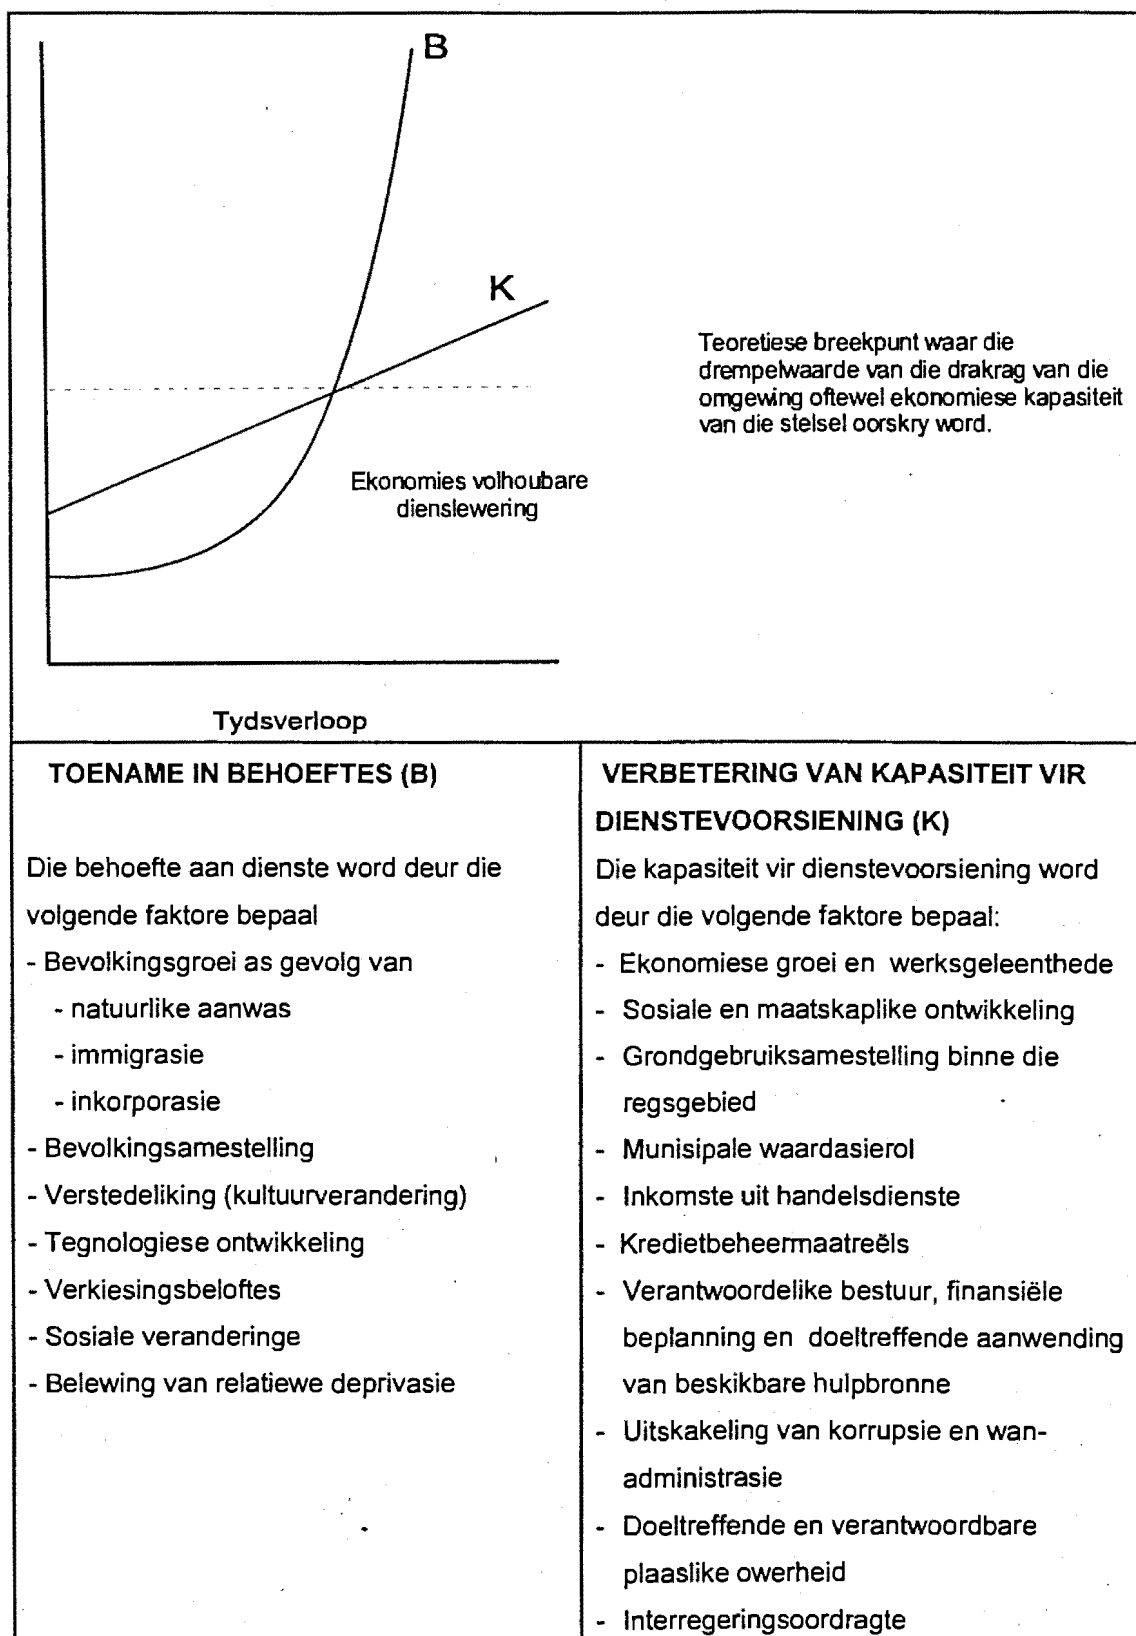 B
K
Teoretiese breekpunt waar die
drempelwaarde van die drakrag van die
omgewing oftewel ekonomiese kapasiteit
van die stelsel oorskry word.
Ekonomies volhoubare
dienslewering
Tydsverloop
TOENAME IN BEHOEFTES (B)
Die behoefte aan dienste word deur die
volgende faktore bepaal
- Bevolkingsgroei as gevolg van
- natuurlike aanwas
- immigrasie
- inkorporasie
- Bevolkingsamestelling
- Verstedeliking (kultuurverandering)
- Tegnologiese ontwikkeling
- Verkiesingsbeloftes
- Sosiale veranderinge
- Belewing van relatiewe deprivasie
VERBETERING VAN KAPASITEIT VIR
DIENSTEVOORSIENING (K)
Die kapasiteit vir dienstevoorsiening word
deur die volgende faktore bepaal:
- Ekonomiese groei en werksgeleenthede
- Sosiale en maatskaplike ontwikkeling
- Grondgebruiksamestelling binne die
regsgebied
- Munisipale waardasierol
- Inkomste uit handelsdienste
- Kredietbeheermaatreëls
- Verantwoordelike bestuur, finansiële
beplanning en doeltreffende aanwending
van beskikbare hulpbronne
- Uitskakeling van korrupsie en wan-
administrasie
- Doeltreffende en verantwoordbare
plaaslike owerheid
- Interregeringsoordragte